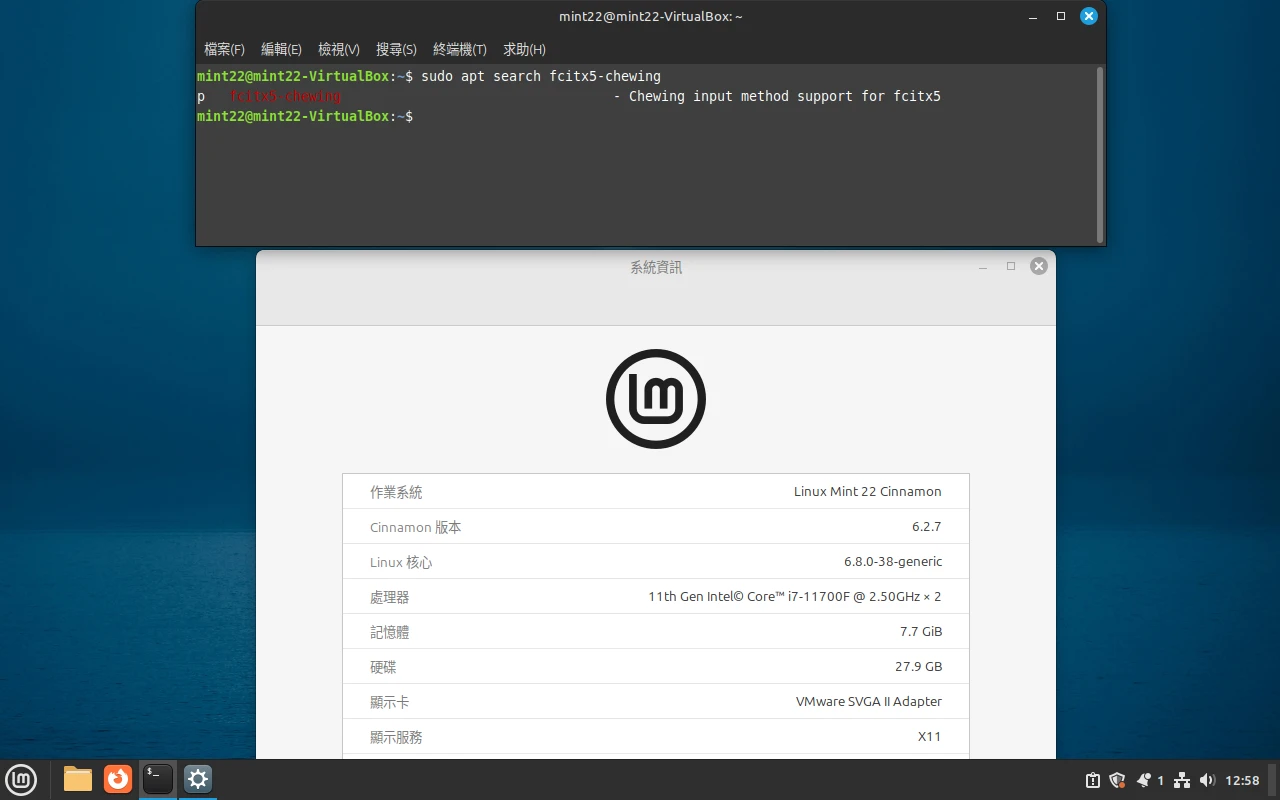 mint22@mint22-VirtualBox: ~
檔案(F) 編輯(E) 檢視(V) 搜尋(S) 終端機(T) 求助(H)
mint22@mint22-VirtualBox:~$ sudo apt search fcitx5-chewing
p fcitx5-chewing - Chewing input method support for fcitx5
mint22@mint22-VirtualBox:~$
系統資訊
lm
作業系統 Linux Mint 22 Cinnamon
Cinnamon 版本 6.2.7
Linux 核心 6.8.0-38-generic
處理器 11th Gen Intel© Core™ i7-11700F @ 2.50GHz × 2
記憶體 7.7 GiB
硬碟 27.9 GB
顯示卡 VMware SVGA II Adapter
顯示服務 X11
lm $_ 1 12:58